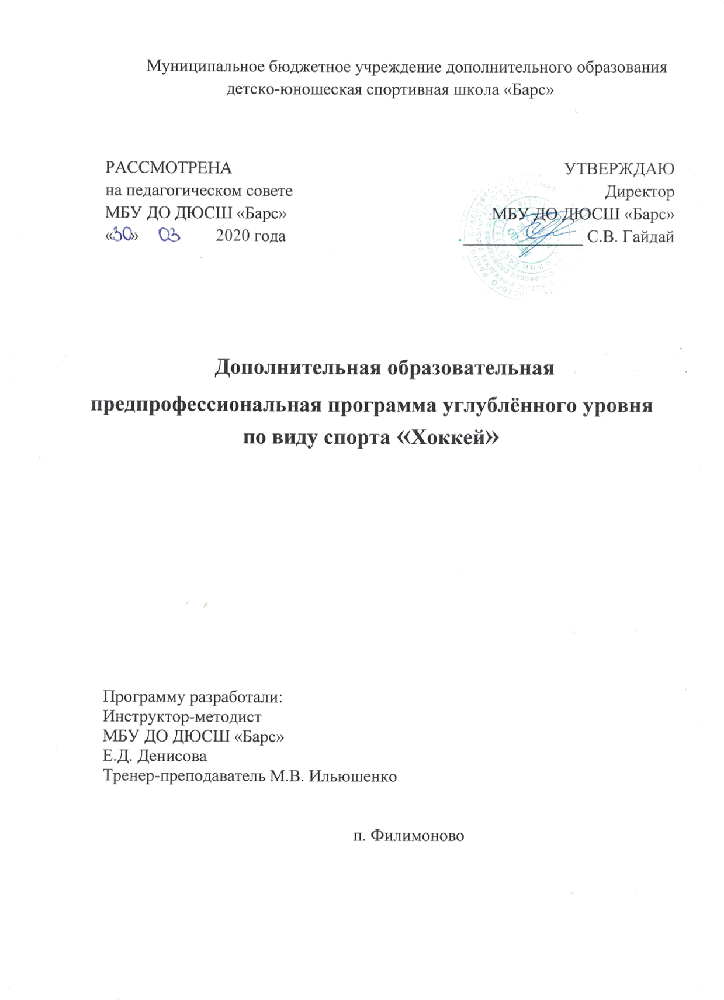 Муниципальное бюджетное учреждение дополнительного образования
детско-юношеская спортивная школа «Барс»
РАССМОТРЕНА
на педагогическом совете
МБУ ДО ДЮСШ «Барс»
«30» 03 2020 года
УТВЕРЖДАЮ
Директор
МБУ ДО ДЮСШ «Барс»
С.В. Гайдай
Дополнительная образовательная
предпрофессиональная программа углублённого уровня
по виду спорта «Хоккей»
Программу разработали:
Инструктор-методист
МБУ ДО ДЮСШ «Барс»
Е.Д. Денисова
Тренер-преподаватель М.В. Ильюшенко
п. Филимоново